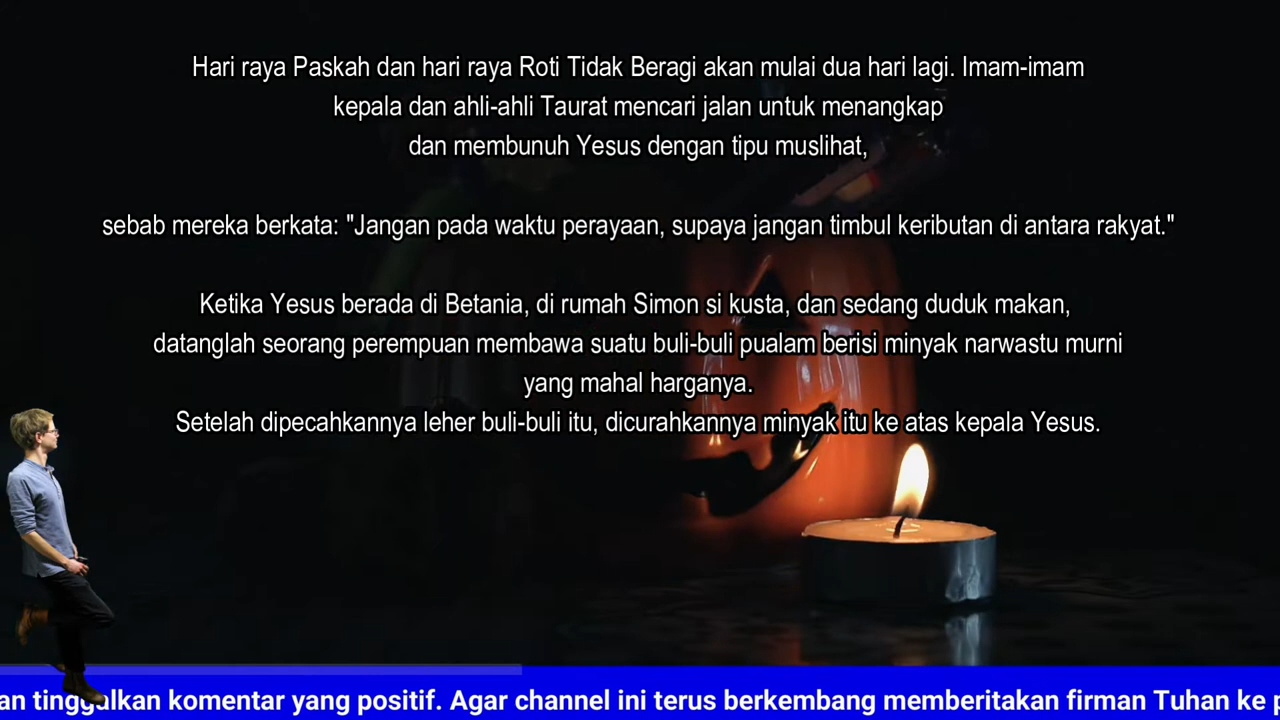 Hari raya Paskah dan hari raya Roti Tidak Beragi akan mulai dua hari lagi. Imam-imam
kepala dan ahli-ahli Taurat mencari jalan untuk menangkap
dan membunuh Yesus dengan tipu muslihat,
sebab mereka berkata: "Jangan pada waktu perayaan, supaya jangan timbul keributan di antara rakyat."
Ketika Yesus berada di Betania, di rumah Simon si kusta, dan sedang duduk makan,
datanglah seorang perempuan membawa suatu buli-buli pualam berisi minyak narwastu murni
yang mahal harganya.
Setelah dipecahkannya leher buli-buli itu, dicurahkannya minyak itu ke atas kepala Yesus.
an tinggalkan komentar yang positif. Agar channel ini terus berkembang memberitakan firman Tuhan ke